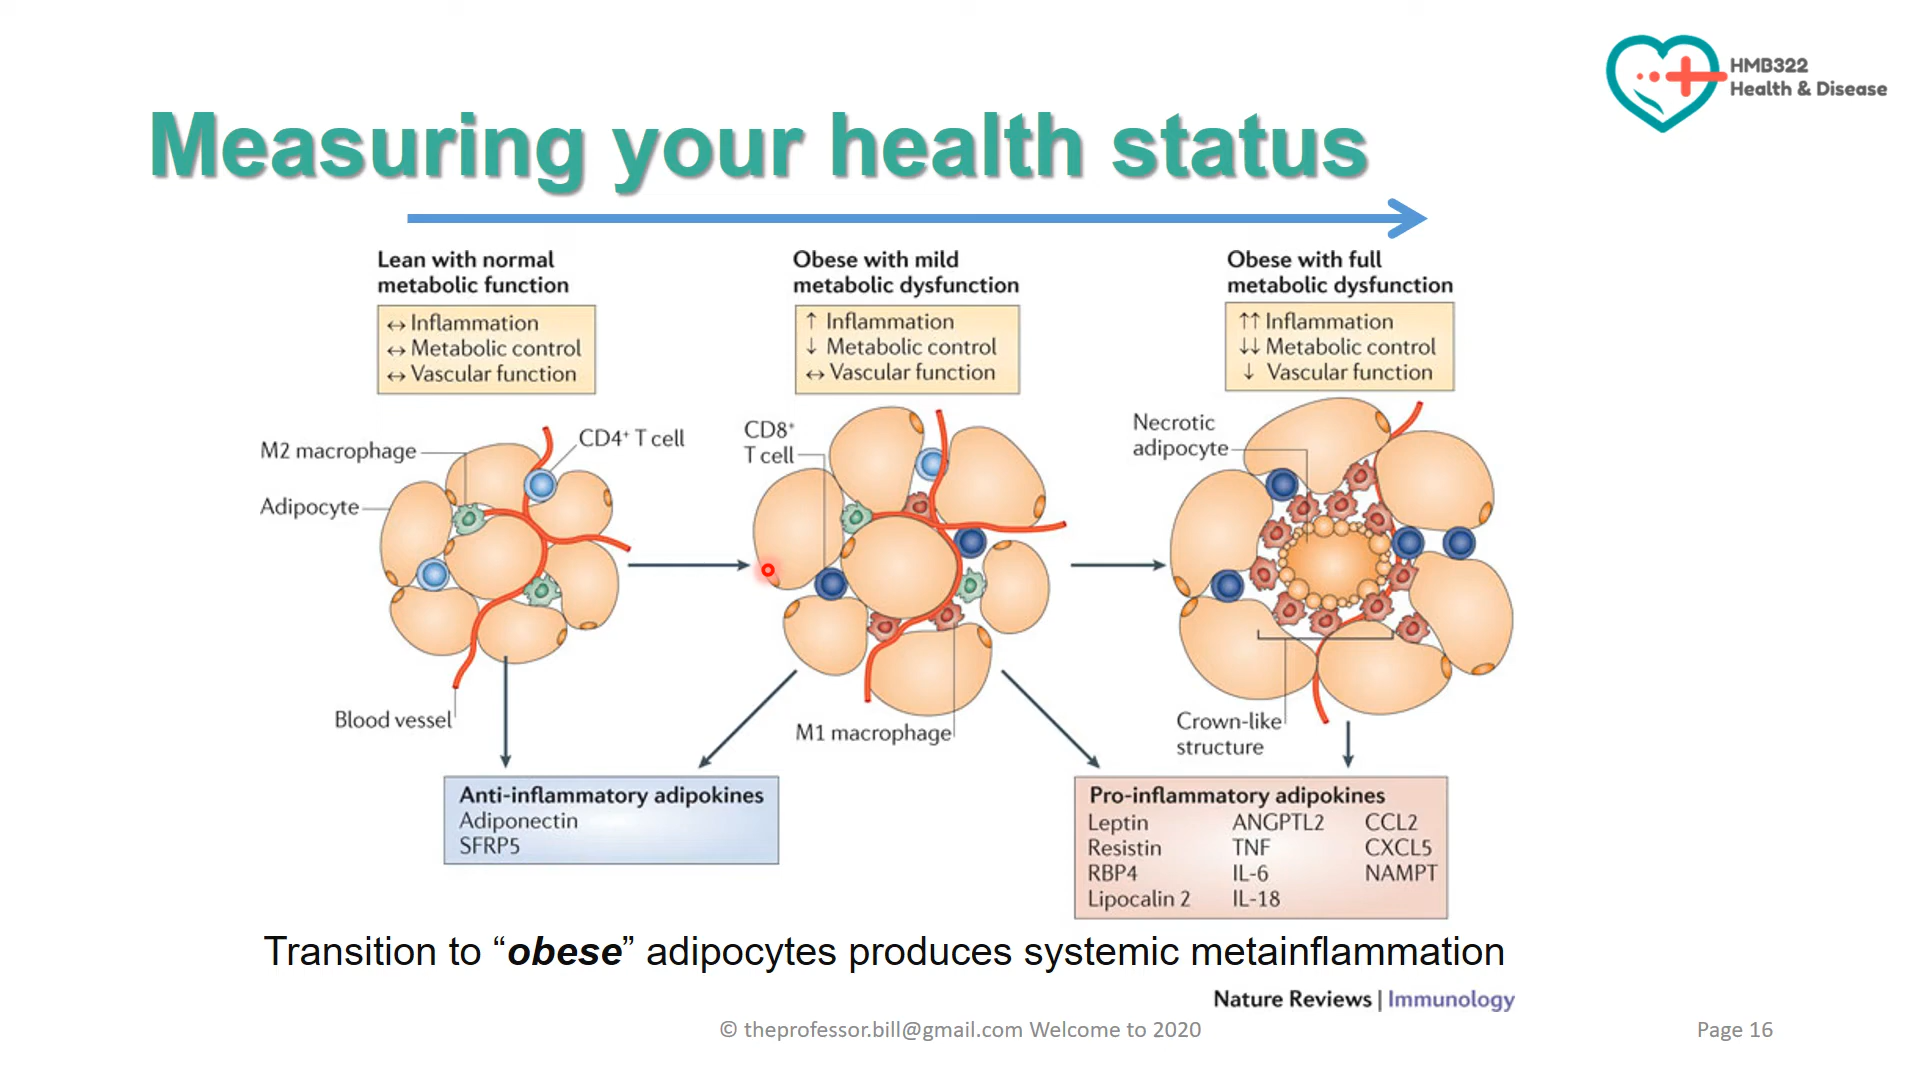 HMB322
Health & Disease
Measuring your health status
Lean with normal
metabolic function
↔ Inflammation
↔ Metabolic control
↔ Vascular function
Obese with mild
metabolic dysfunction
↑ Inflammation
↓ Metabolic control
↔ Vascular function
Obese with full
metabolic dysfunction
↑↑ Inflammation
↓↓ Metabolic control
↓ Vascular function
M2 macrophage
CD4⁺ T cell
Adipocyte
Blood vessel
CD8⁺
T cell
M1 macrophage
Necrotic
adipocyte
Crown-like
structure
Anti-inflammatory adipokines
Adiponectin
SFRP5
Pro-inflammatory adipokines
Leptin ANGPTL2 CCL2
Resistin TNF CXCL5
RBP4 IL-6 NAMPT
Lipocalin 2 IL-18
Transition to “obese” adipocytes produces systemic metainflammation
Nature Reviews | Immunology
© theprofessor.bill@gmail.com Welcome to 2020
Page 16